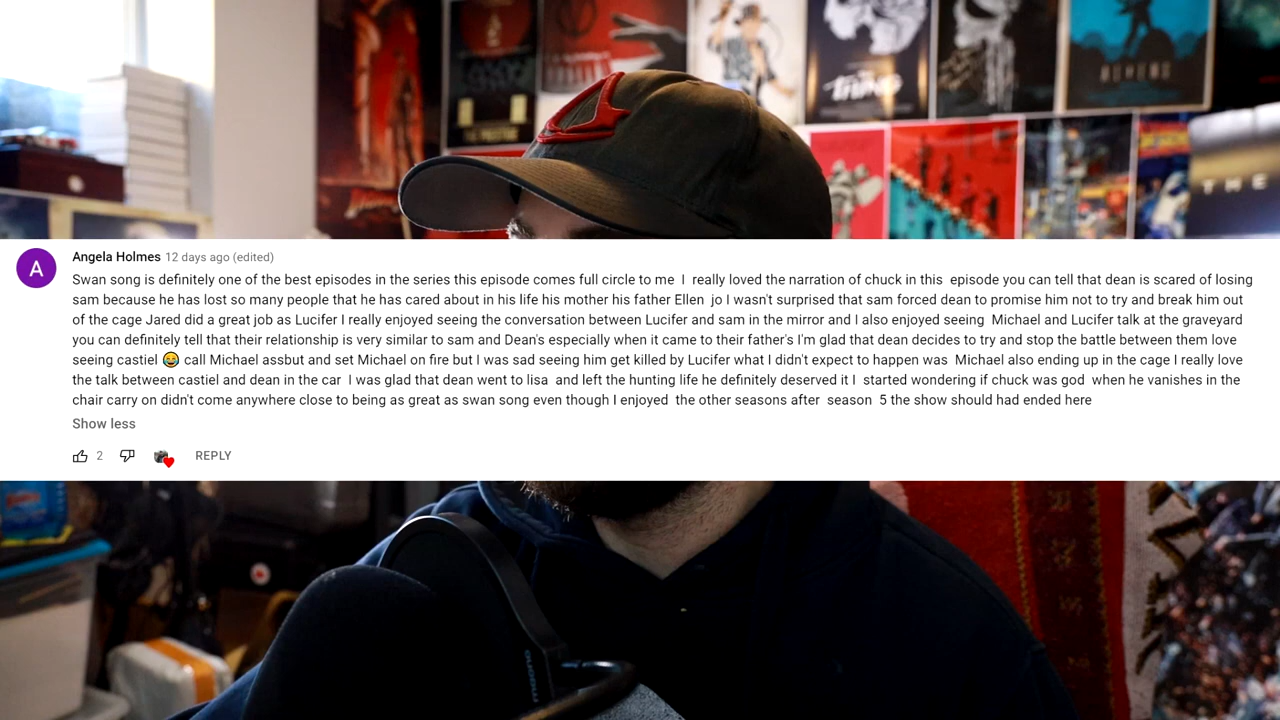 THE PRESTIGE
True
ALIENS
THE
A
Angela Holmes 12 days ago (edited)
Swan song is definitely one of the best episodes in the series this episode comes full circle to me I really loved the narration of chuck in this episode you can tell that dean is scared of losing
sam because he has lost so many people that he has cared about in his life his mother his father Ellen jo I wasn't surprised that sam forced dean to promise him not to try and break him out
of the cage Jared did a great job as Lucifer I really enjoyed seeing the conversation between Lucifer and sam in the mirror and I also enjoyed seeing Michael and Lucifer talk at the graveyard
you can definitely tell that their relationship is very similar to sam and Dean's especially when it came to their father's I'm glad that dean decides to try and stop the battle between them love
seeing castiel 😂 call Michael assbut and set Michael on fire but I was sad seeing him get killed by Lucifer what I didn't expect to happen was Michael also ending up in the cage I really love
the talk between castiel and dean in the car I was glad that dean went to lisa and left the hunting life he definitely deserved it I started wondering if chuck was god when he vanishes in the
chair carry on didn't come anywhere close to being as great as swan song even though I enjoyed the other seasons after season 5 the show should had ended here
Show less
2 REPLY